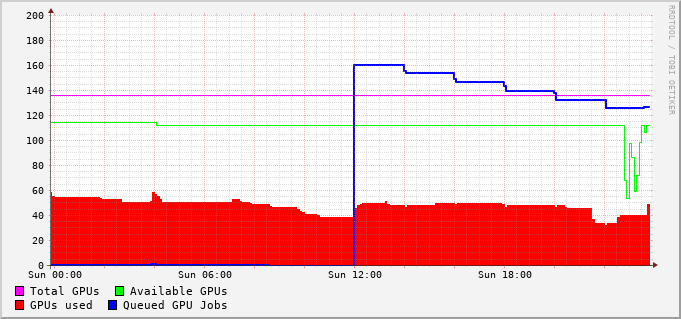 200
180
160
140
120
100
80
60
40
20
0
Sun 00:00 Sun 06:00 Sun 12:00 Sun 18:00
Total GPUs Available GPUs
GPUs used Queued GPU Jobs
RRDTOOL / TOBI OETIKER